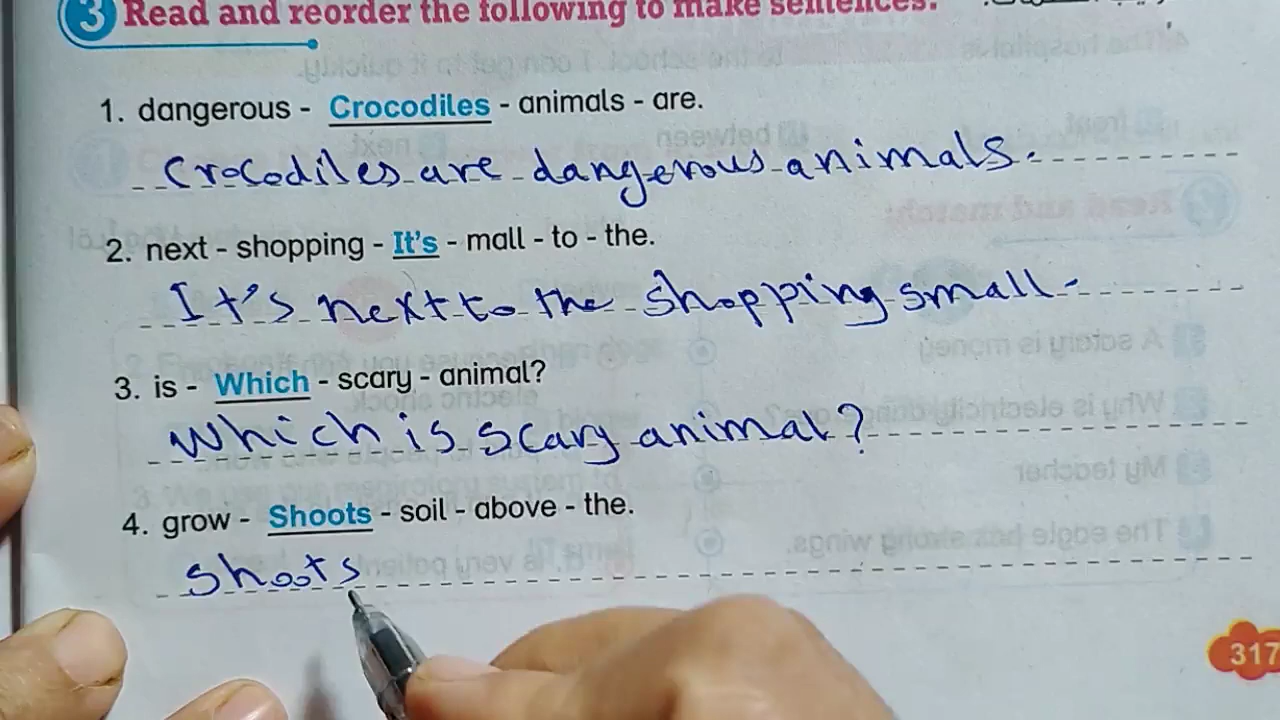 3 Read and reorder the following to make sentences.
1. dangerous - Crocodiles - animals - are.
Crocodiles are dangerous animals.
2. next - shopping - It's - mall - to - the.
It's next to the shopping small.
3. is - Which - scary - animal?
Which is scary animal?
4. grow - Shoots - soil - above - the.
Shoots
317